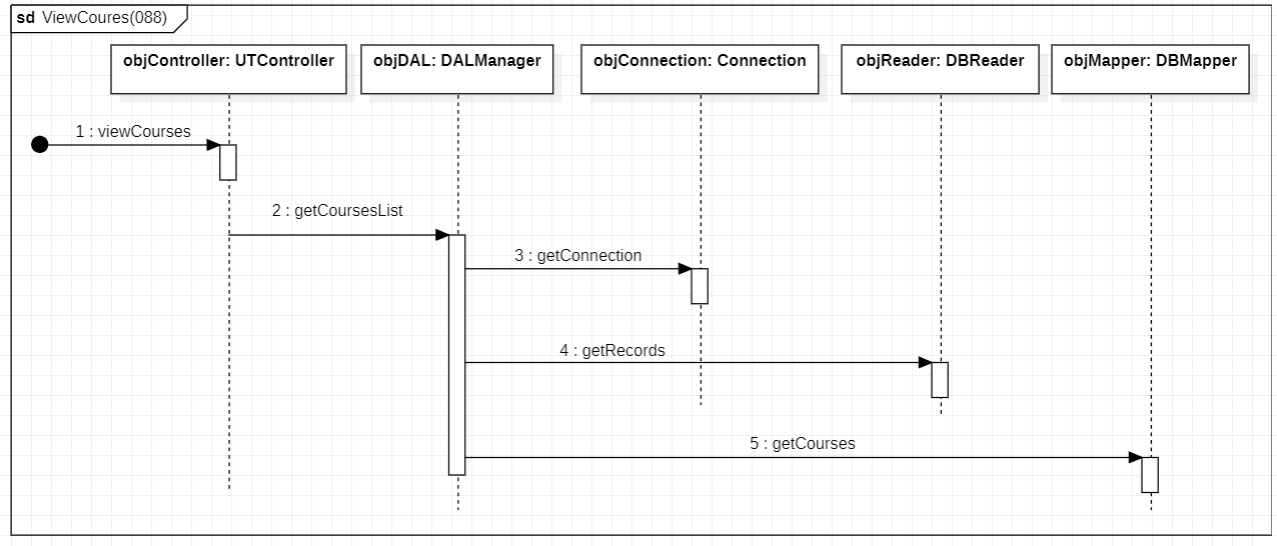 sd ViewCoures(088)
objController: UTController
objDAL: DALManager
objConnection: Connection
objReader: DBReader
objMapper: DBMapper
1 : viewCourses
2 : getCoursesList
3 : getConnection
4 : getRecords
5 : getCourses